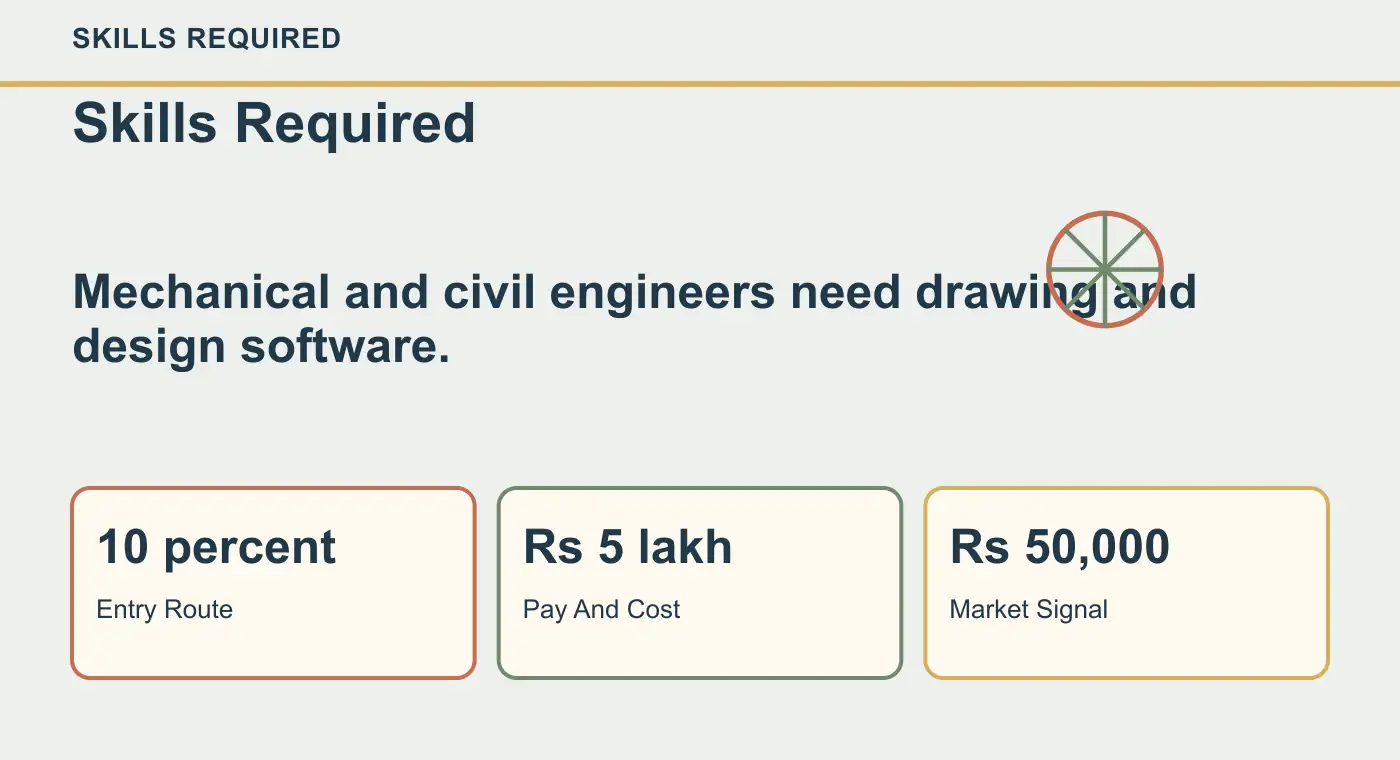 SKILLS REQUIRED
Skills Required
Mechanical and civil engineers need drawing and
design software.
10 percent
Entry Route
Rs 5 lakh
Pay And Cost
Rs 50,000
Market Signal